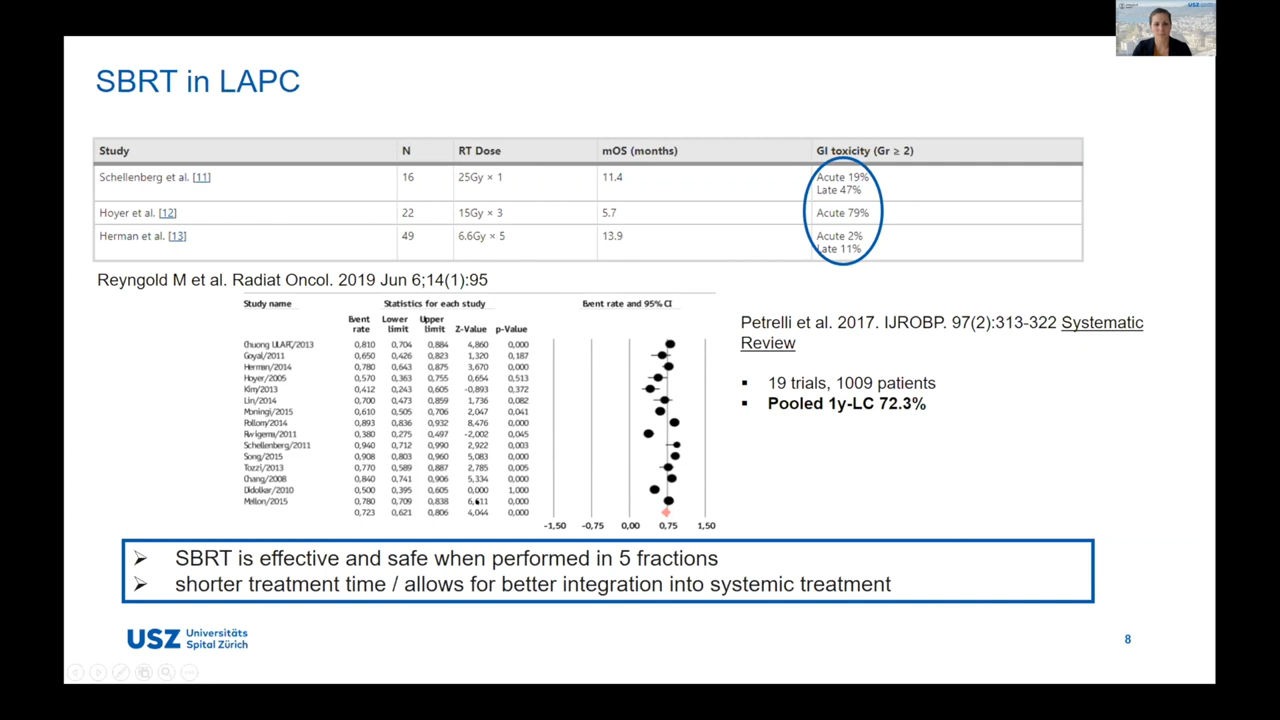 SBRT in LAPC
Study N RT Dose mOS (months) GI toxicity (Gr ≥ 2)
Schellenberg et al. [11] 16 25Gy × 1 11.4 Acute 19%
Late 47%
Hoyer et al. [12] 22 15Gy × 3 5.7 Acute 79%
Herman et al. [13] 49 6.6Gy × 5 13.9 Acute 2%
Late 11%
Reyngold M et al. Radiat Oncol. 2019 Jun 6;14(1):95
Study name Statistics for each study Event rate and 95% CI
Event Lower Upper
rate limit limit Z-Value p-Value
Chuong ULAPC/2013 0,810 0,704 0,884 4,860 0,000
Goyal/2011 0,650 0,426 0,823 1,320 0,187
Herman/2014 0,780 0,643 0,875 3,670 0,000
Hoyer/2005 0,570 0,363 0,755 0,654 0,513
Kim/2013 0,412 0,243 0,605 -0,893 0,372
Lin/2014 0,700 0,473 0,859 1,736 0,082
Moningi/2015 0,610 0,505 0,706 2,047 0,041
Pollom/2014 0,893 0,836 0,932 8,476 0,000
Rwigema/2011 0,380 0,275 0,497 -2,002 0,045
Schellenberg/2011 0,940 0,712 0,990 2,922 0,003
Song/2015 0,908 0,803 0,960 5,083 0,000
Tozzi/2013 0,770 0,589 0,887 2,785 0,005
Chang/2008 0,840 0,741 0,906 5,334 0,000
Didolkar/2010 0,500 0,395 0,605 0,000 1,000
Mellon/2015 0,780 0,709 0,838 6,611 0,000
0,723 0,621 0,806 4,044 0,000
-1,50 -0,75 0,00 0,75 1,50
Petrelli et al. 2017. IJROBP. 97(2):313-322 Systematic
Review
▪ 19 trials, 1009 patients
▪ Pooled 1y-LC 72.3%
➢ SBRT is effective and safe when performed in 5 fractions
➢ shorter treatment time / allows for better integration into systemic treatment
USZ Universitäts
Spital Zürich
8